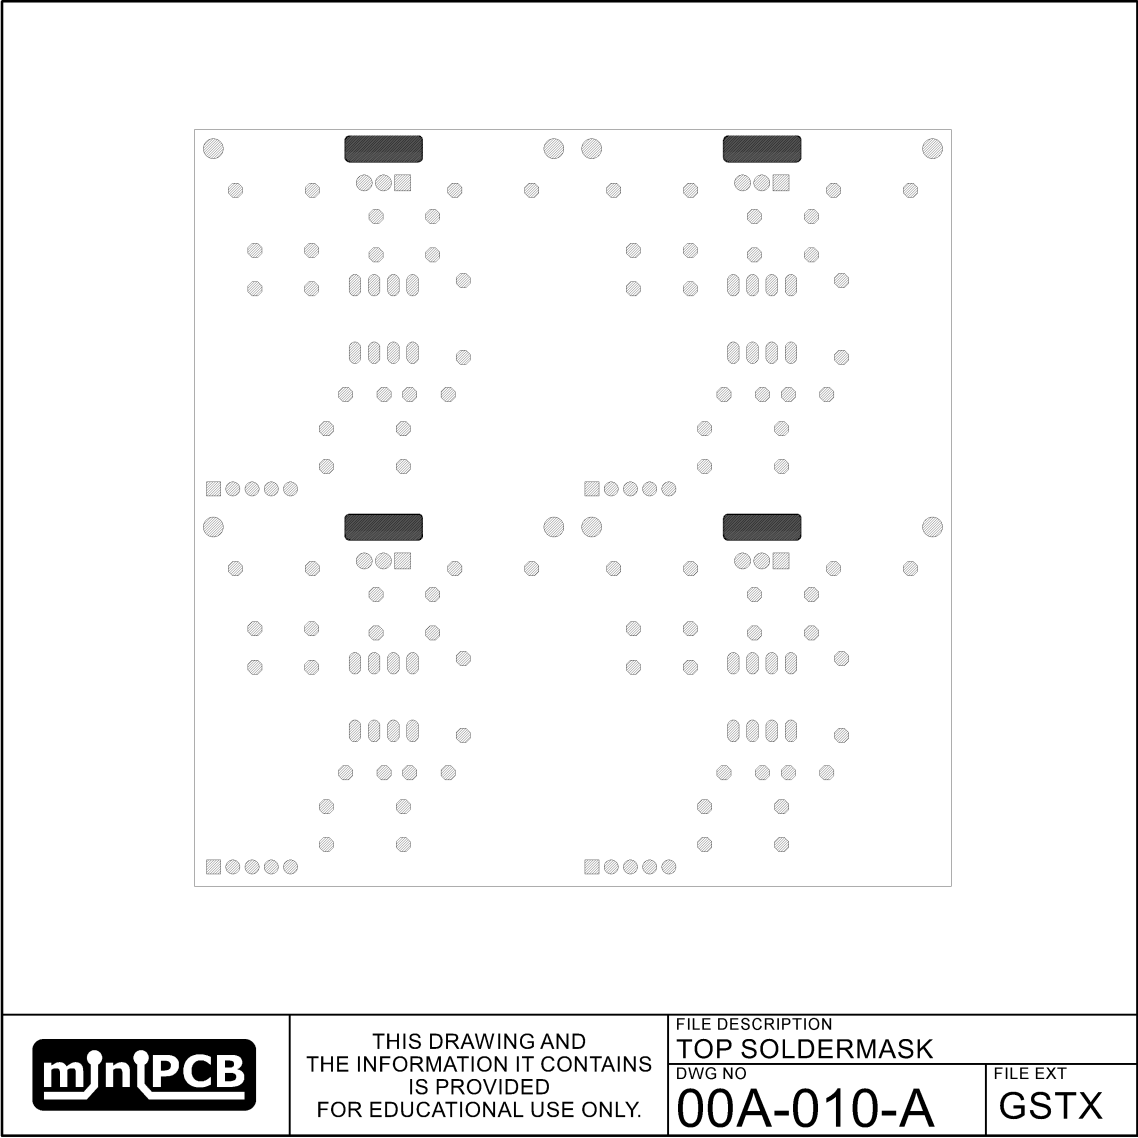 miniPCB
THIS DRAWING AND
THE INFORMATION IT CONTAINS
IS PROVIDED
FOR EDUCATIONAL USE ONLY.
FILE DESCRIPTION
TOP SOLDERMASK
DWG NO
00A-010-A
FILE EXT
GSTX